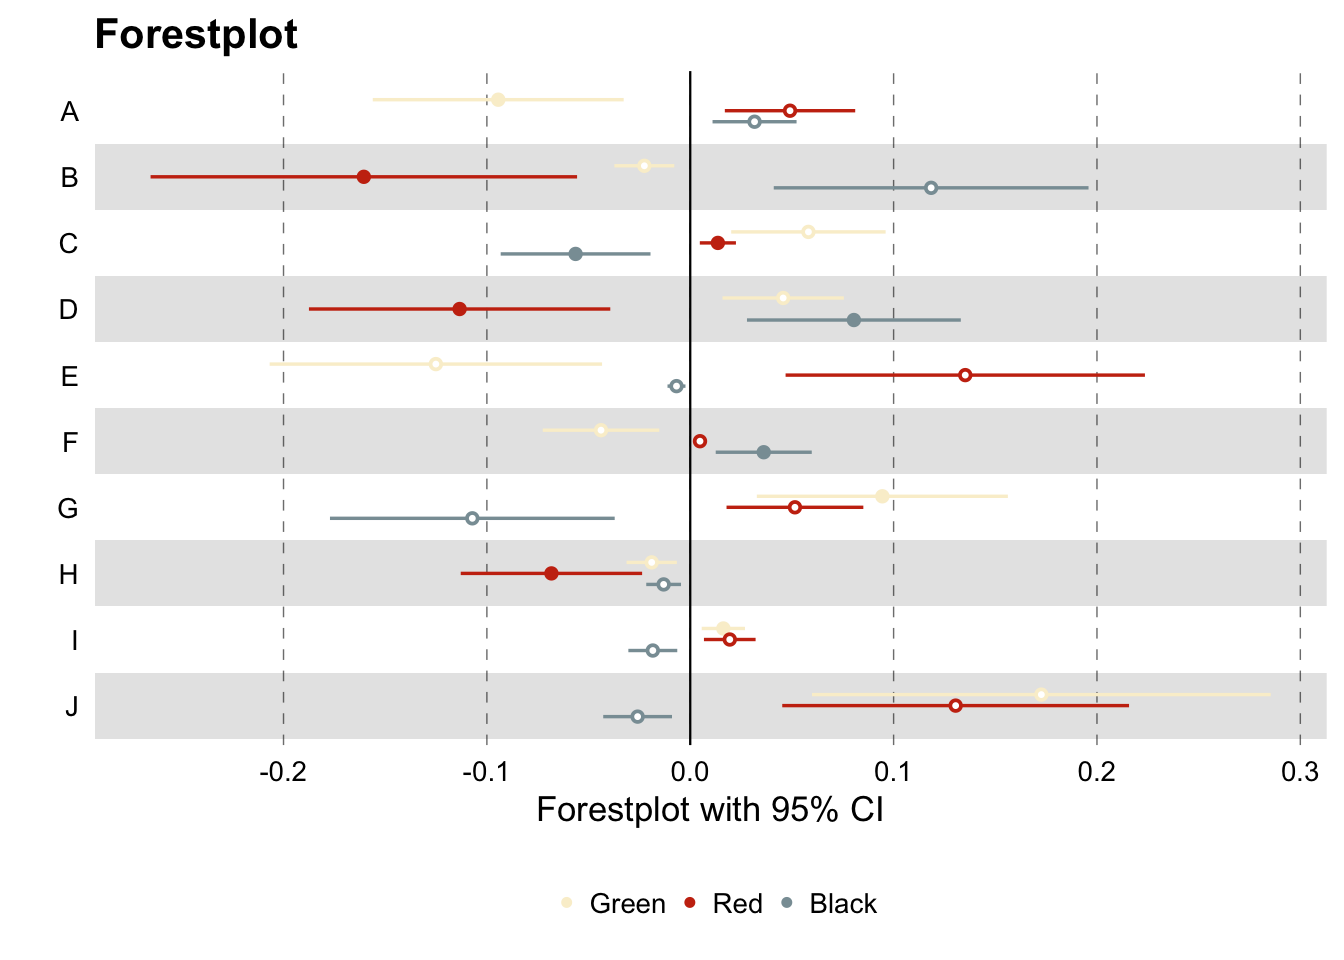 Forestplot
A
B
C
D
E
F
G
H
I
J
-0.2 -0.1 0.0 0.1 0.2 0.3
Forestplot with 95% CI
Green Red Black